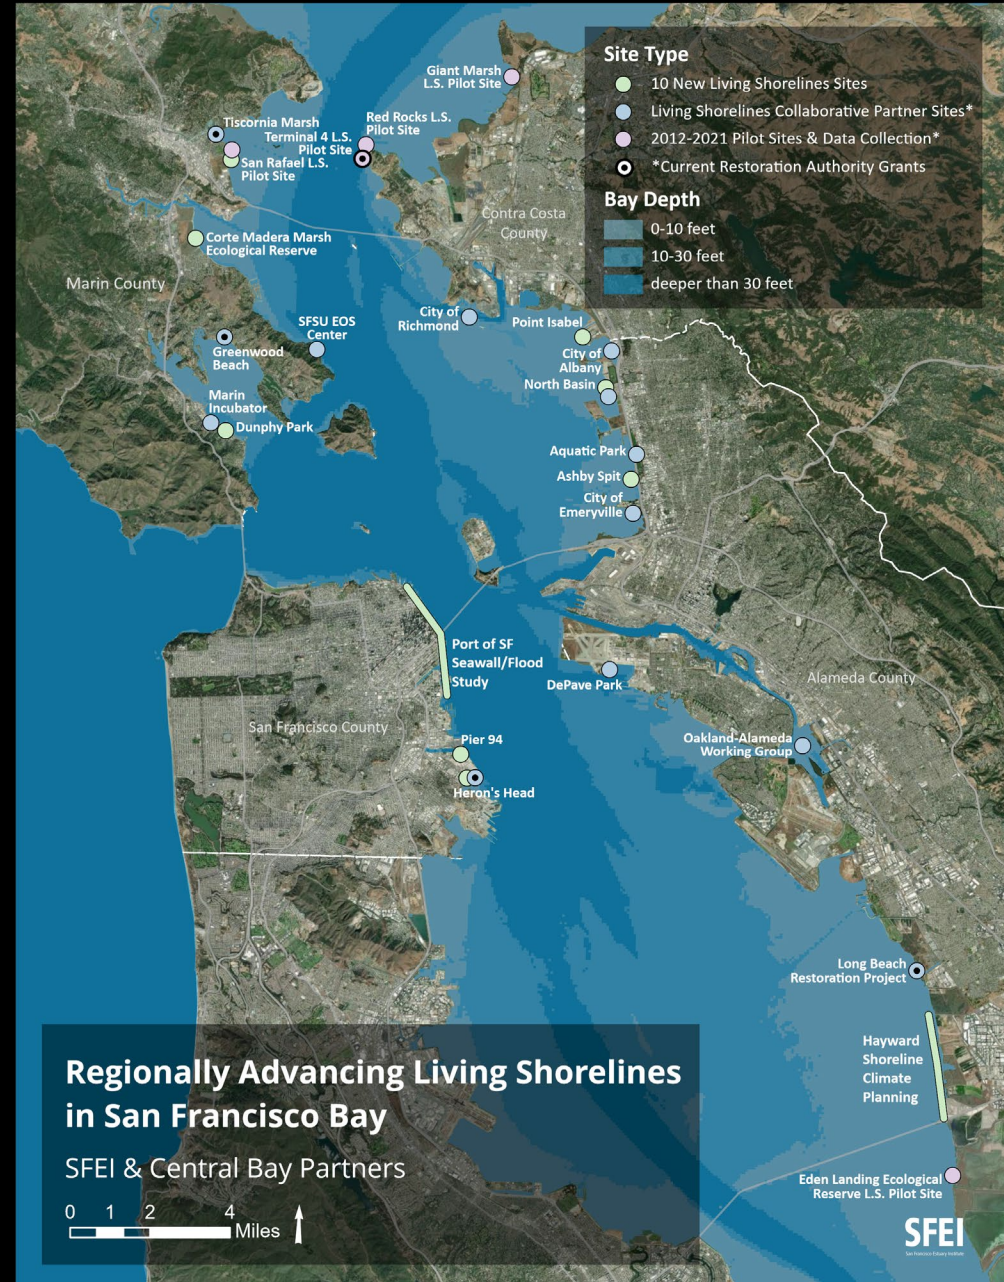 Site Type
10 New Living Shorelines Sites
Living Shorelines Collaborative Partner Sites*
2012-2021 Pilot Sites & Data Collection*
*Current Restoration Authority Grants
Bay Depth
0-10 feet
10-30 feet
deeper than 30 feet
Giant Marsh
L.S. Pilot Site
Red Rocks L.S.
Pilot Site
Tiscornia Marsh
Terminal 4 L.S.
Pilot Site
San Rafael L.S.
Pilot Site
Contra Costa
County
Corte Madera Marsh
Ecological Reserve
Marin County
City of
Richmond
Point Isabel
SFSU EOS
Center
Greenwood
Beach
City of
Albany
North Basin
Marin
Incubator
Dunphy Park
Aquatic Park
Ashby Spit
City of
Emeryville
Port of SF
Seawall/Flood
Study
DePave Park
Alameda County
San Francisco County
Pier 94
Oakland-Alameda
Working Group
Heron's Head
Long Beach
Restoration Project
Hayward
Shoreline
Climate
Planning
Eden Landing Ecological
Reserve L.S. Pilot Site
Regionally Advancing Living Shorelines
in San Francisco Bay
SFEI & Central Bay Partners
0 1 2 4
Miles
SFEI
San Francisco Estuary Institute